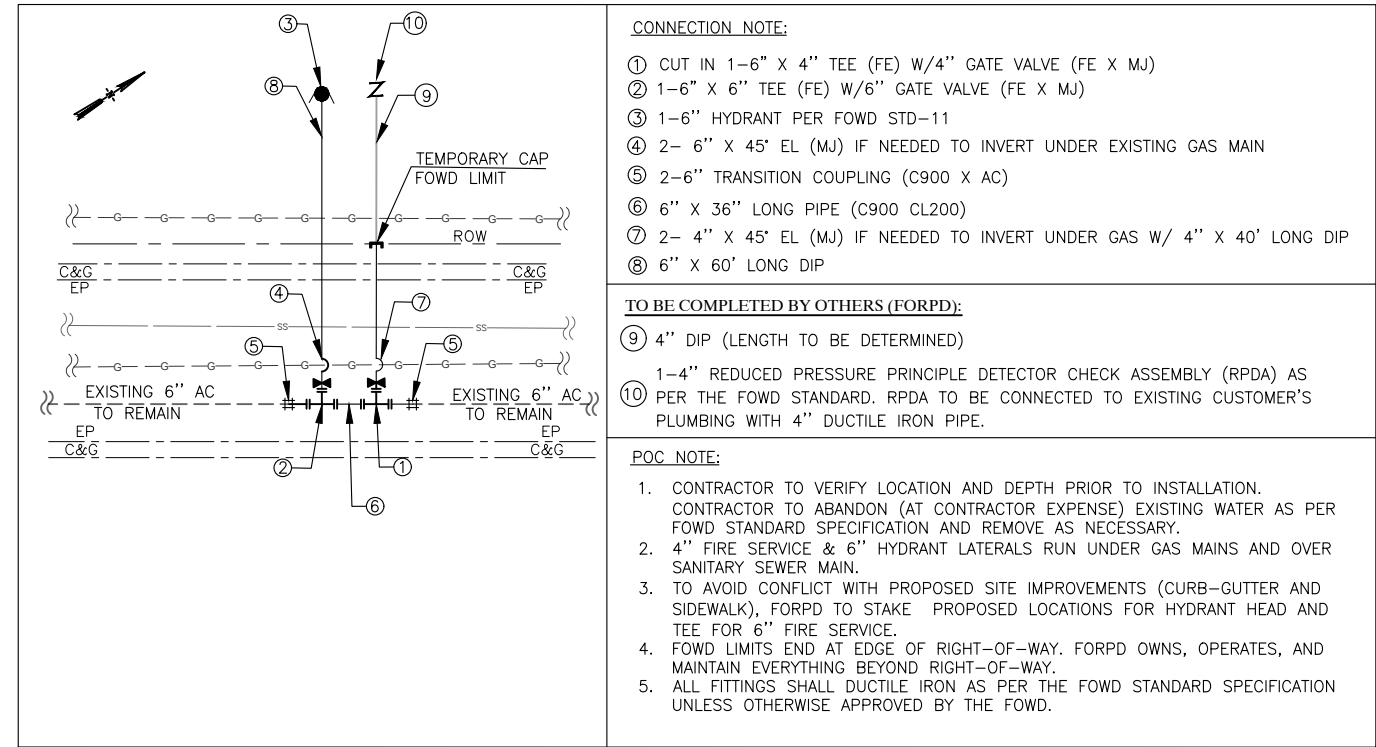 ③
⑩
⑧
⑨
TEMPORARY CAP
FOWD LIMIT
G G G G G G G G G G
ROW
C&G C&G
EP EP
④
⑦
SS SS
⑤ ⑤
G G G G G G G G G G
EXISTING 6'' AC EXISTING 6'' AC
TO REMAIN TO REMAIN
EP EP
C&G C&G
② ①
⑥
CONNECTION NOTE:
① CUT IN 1-6" X 4" TEE (FE) W/4" GATE VALVE (FE X MJ)
② 1-6" X 6" TEE (FE) W/6" GATE VALVE (FE X MJ)
③ 1-6'' HYDRANT PER FOWD STD-11
④ 2- 6'' X 45° EL (MJ) IF NEEDED TO INVERT UNDER EXISTING GAS MAIN
⑤ 2-6" TRANSITION COUPLING (C900 X AC)
⑥ 6" X 36" LONG PIPE (C900 CL200)
⑦ 2- 4'' X 45° EL (MJ) IF NEEDED TO INVERT UNDER GAS W/ 4'' X 40' LONG DIP
⑧ 6'' X 60' LONG DIP
TO BE COMPLETED BY OTHERS (FORPD):
⑨ 4'' DIP (LENGTH TO BE DETERMINED)
1-4'' REDUCED PRESSURE PRINCIPLE DETECTOR CHECK ASSEMBLY (RPDA) AS
⑩ PER THE FOWD STANDARD. RPDA TO BE CONNECTED TO EXISTING CUSTOMER'S
PLUMBING WITH 4'' DUCTILE IRON PIPE.
POC NOTE:
1. CONTRACTOR TO VERIFY LOCATION AND DEPTH PRIOR TO INSTALLATION.
CONTRACTOR TO ABANDON (AT CONTRACTOR EXPENSE) EXISTING WATER AS PER
FOWD STANDARD SPECIFICATION AND REMOVE AS NECESSARY.
2. 4'' FIRE SERVICE & 6'' HYDRANT LATERALS RUN UNDER GAS MAINS AND OVER
SANITARY SEWER MAIN.
3. TO AVOID CONFLICT WITH PROPOSED SITE IMPROVEMENTS (CURB-GUTTER AND
SIDEWALK), FORPD TO STAKE PROPOSED LOCATIONS FOR HYDRANT HEAD AND
TEE FOR 6'' FIRE SERVICE.
4. FOWD LIMITS END AT EDGE OF RIGHT-OF-WAY. FORPD OWNS, OPERATES, AND
MAINTAIN EVERYTHING BEYOND RIGHT-OF-WAY.
5. ALL FITTINGS SHALL DUCTILE IRON AS PER THE FOWD STANDARD SPECIFICATION
UNLESS OTHERWISE APPROVED BY THE FOWD.